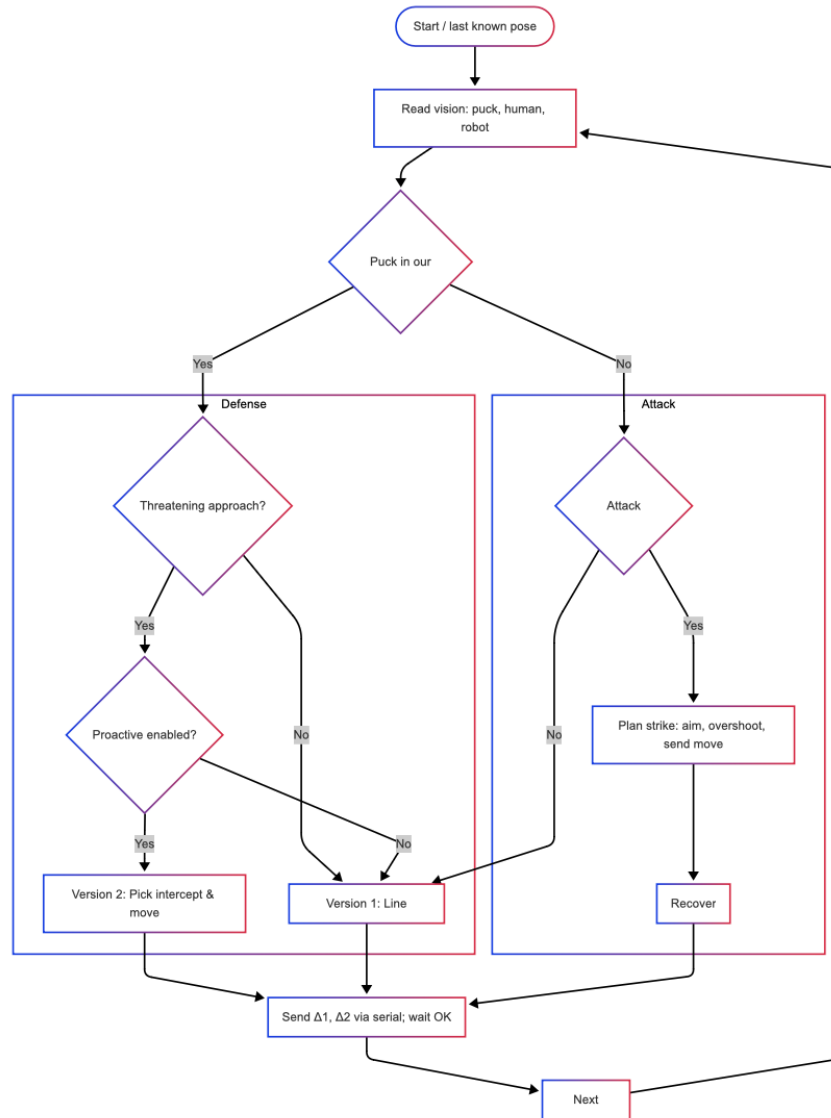 Start / last known pose
Read vision: puck, human,
robot
Puck in our
Yes
No
Defense
Attack
Threatening approach?
Attack
Yes
Yes
Proactive enabled?
No
No
Plan strike: aim, overshoot,
send move
No
Yes
Version 2: Pick intercept &
move
Version 1: Line
Recover
Send Δ1, Δ2 via serial; wait OK
Next